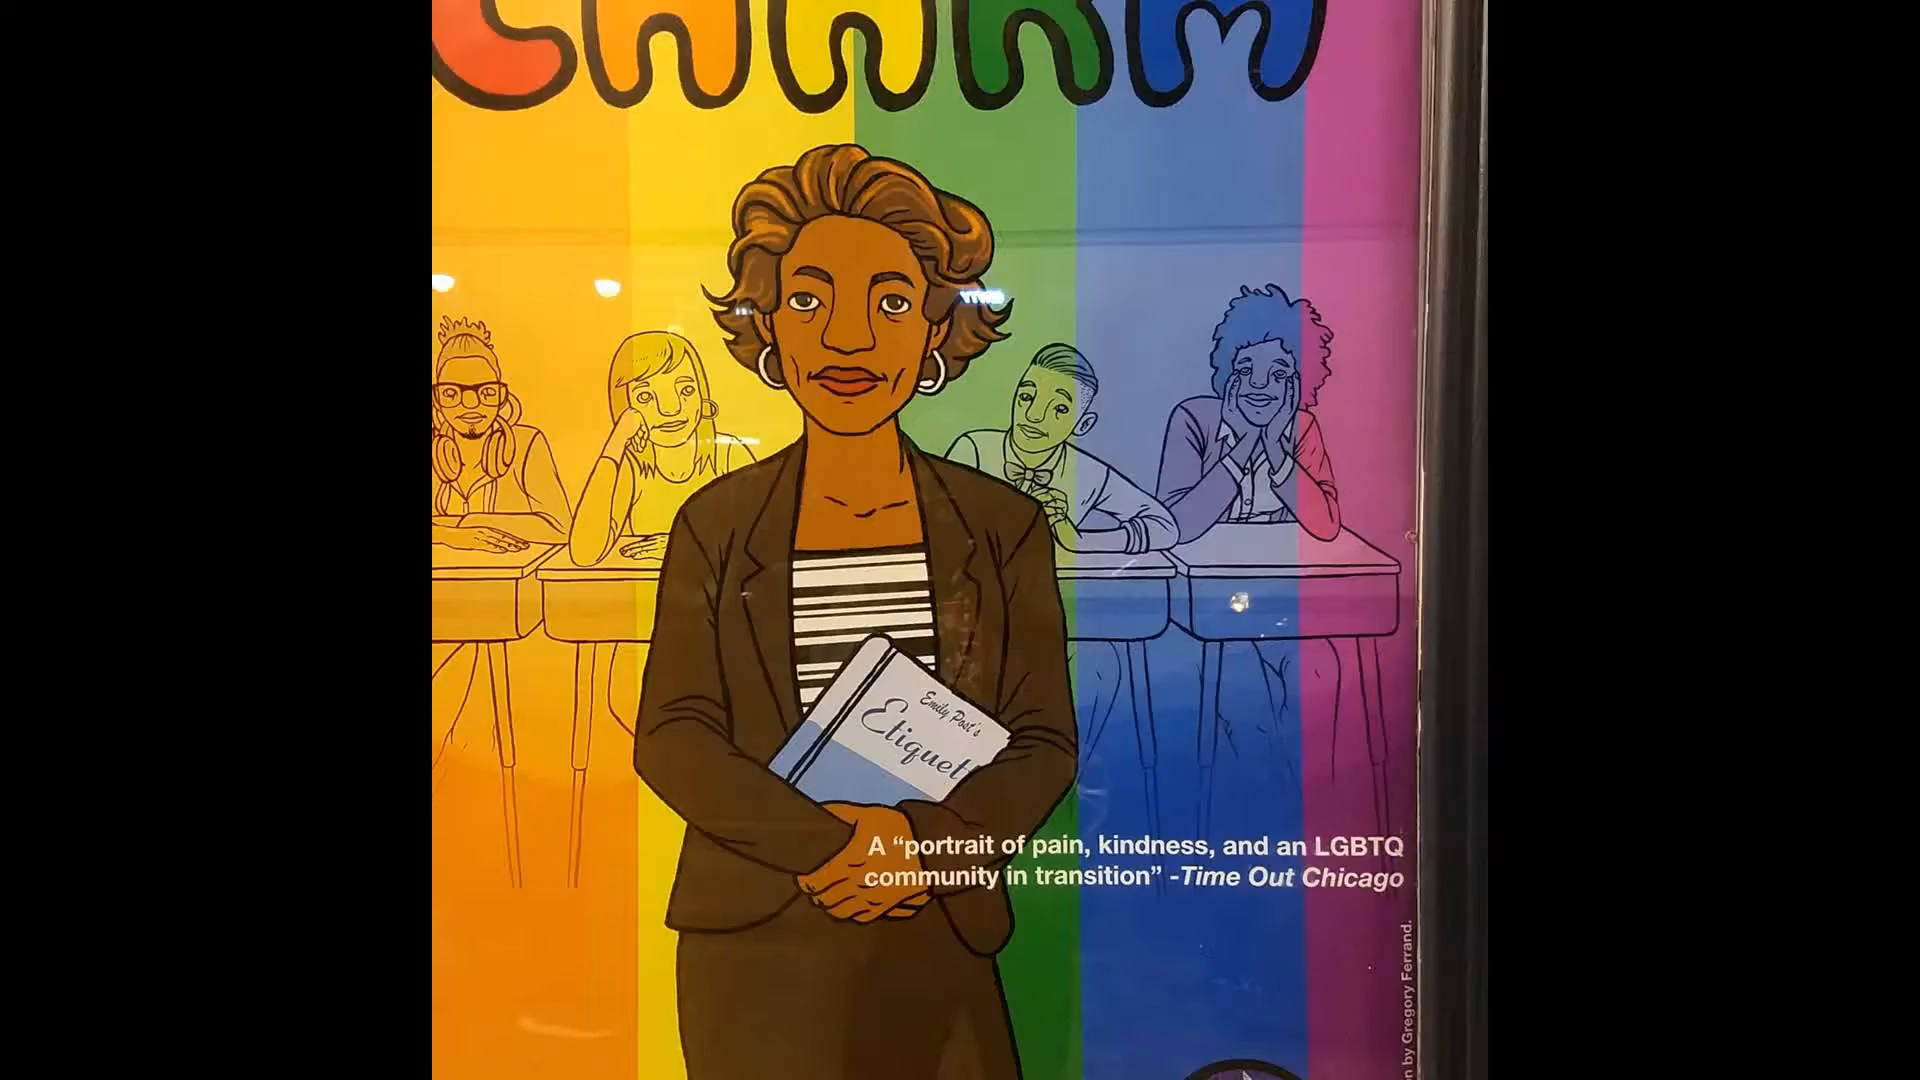 CHARM
Emily Post's
Etiquet
A “portrait of pain, kindness, and an LGBTQ
community in transition” -Time Out Chicago
n by Gregory Ferrand.